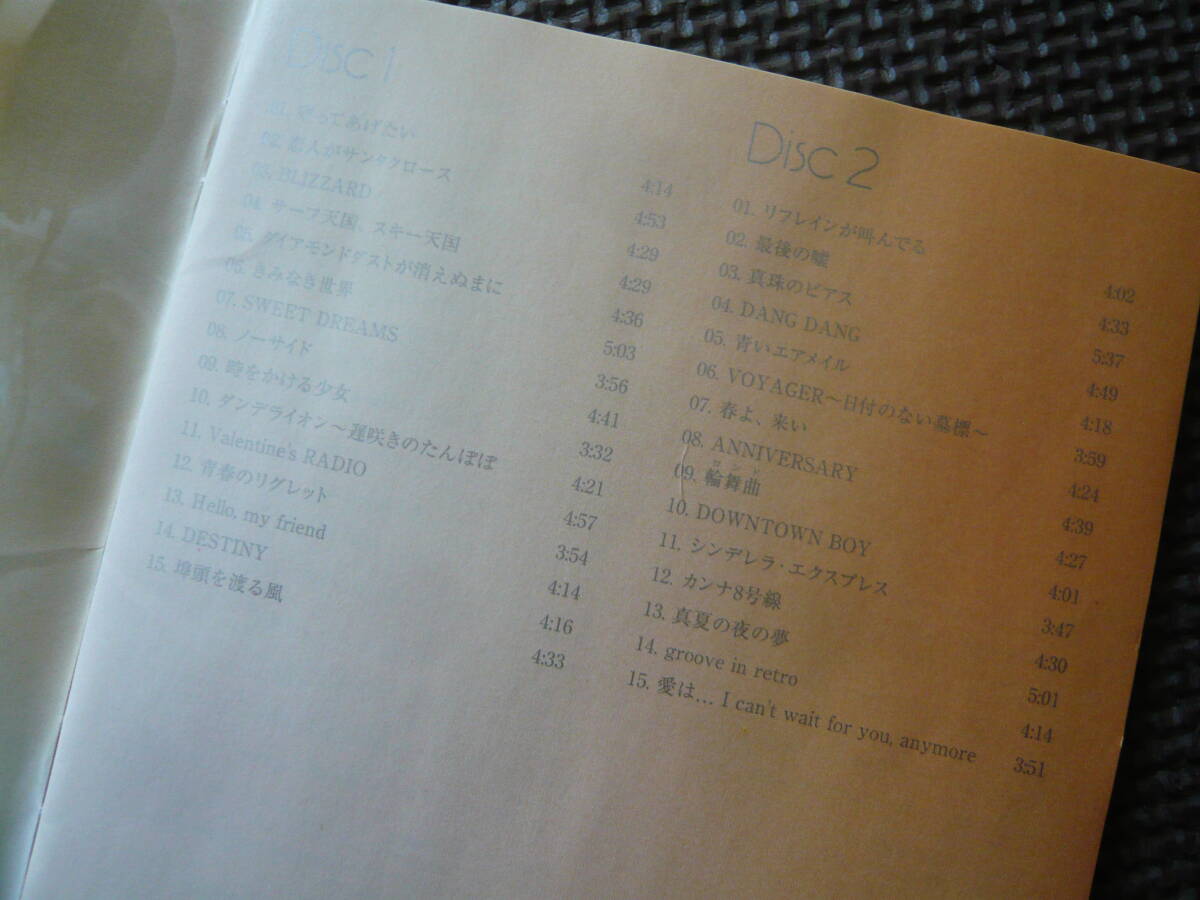 Disc 1
01. 守ってあげたい 4:14
02. 恋人がサンタクロース 4:53
03. BLIZZARD 4:29
04. サーフ天国、スキー天国 4:29
05. ダイアモンドダストが消えぬまに 4:36
06. きみなき世界 5:03
07. SWEET DREAMS 3:56
08. ノーサイド 4:41
09. 時をかける少女 3:32
10. ダンデライオン〜遅咲きのたんぽぽ 4:21
11. Valentine's RADIO 4:57
12. 青春のリグレット 3:54
13. Hello, my friend 4:14
14. DESTINY 4:16
15. 埠頭を渡る風 4:33
Disc 2
01. リフレインが叫んでる 4:02
02. 最後の嘘 4:33
03. 真珠のピアス 5:37
04. DANG DANG 4:49
05. 青いエアメイル 4:18
06. VOYAGER〜日付のない墓標〜 3:59
07. 春よ、来い 4:24
08. ANNIVERSARY 4:39
ロンド
09. 輪舞曲 4:27
10. DOWNTOWN BOY 4:01
11. シンデレラ・エクスプレス 3:47
12. カンナ8号線 4:30
13. 真夏の夜の夢 5:01
14. groove in retro 4:14
15. 愛は… I can't wait for you, anymore 3:51